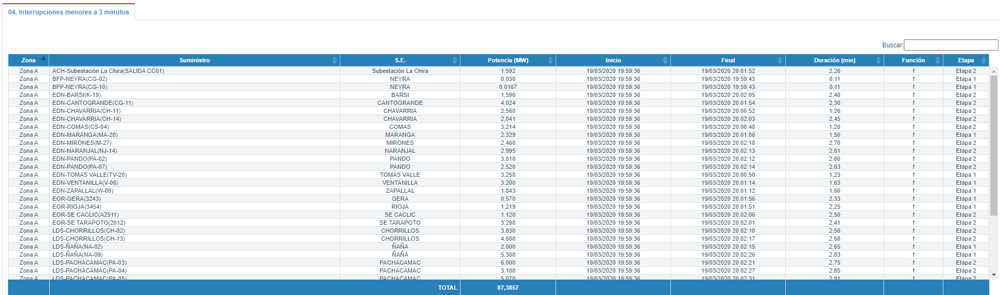 04. Interrupciones menores a 3 minutos
Buscar:
Zona Suministro S.E. Potencia (MW) Inicio Final Duración (min) Función Etapa
Zona A ACH-Subestación La Chira(SALIDA CC01) Subestación La Chira 1,592 19/03/2020 19:59:36 19/03/2020 20:01:52 2,26 f Etapa 2
Zona A BFP-NEYRA(CG-02) NEYRA 0,030 19/03/2020 19:59:36 19/03/2020 19:59:43 0,11 f Etapa 1
Zona A BFP-NEYRA(CG-10) NEYRA 0,0167 19/03/2020 19:59:36 19/03/2020 19:59:43 0,11 f Etapa 1
Zona A EDN-BARSI(K-19) BARSI 1,596 19/03/2020 19:59:36 19/03/2020 20:02:05 2,48 f Etapa 2
Zona A EDN-CANTOGRANDE(CG-11) CANTOGRANDE 4,024 19/03/2020 19:59:36 19/03/2020 20:01:54 2,30 f Etapa 2
Zona A EDN-CHAVARRIA(CH-11) CHAVARRIA 2,560 19/03/2020 19:59:36 19/03/2020 20:00:52 1,26 f Etapa 2
Zona A EDN-CHAVARRIA(CH-14) CHAVARRIA 2,041 19/03/2020 19:59:36 19/03/2020 20:02:03 2,45 f Etapa 2
Zona A EDN-COMAS(CS-04) COMAS 3,214 19/03/2020 19:59:36 19/03/2020 20:00:48 1,20 f Etapa 2
Zona A EDN-MARANGA(MA-20) MARANGA 2,329 19/03/2020 19:59:36 19/03/2020 20:01:06 1,50 f Etapa 1
Zona A EDN-MIRONES(M-27) MIRONES 2,460 19/03/2020 19:59:36 19/03/2020 20:02:18 2,70 f Etapa 2
Zona A EDN-NARANJAL(NJ-14) NARANJAL 2,995 19/03/2020 19:59:36 19/03/2020 20:02:13 2,61 f Etapa 2
Zona A EDN-PANDO(PA-02) PANDO 3,010 19/03/2020 19:59:36 19/03/2020 20:02:12 2,60 f Etapa 2
Zona A EDN-PANDO(PA-07) PANDO 2,520 19/03/2020 19:59:36 19/03/2020 20:02:14 2,63 f Etapa 2
Zona A EDN-TOMAS VALLE(TV-20) TOMAS VALLE 3,258 19/03/2020 19:59:36 19/03/2020 20:00:50 1,23 f Etapa 1
Zona A EDN-VENTANILLA(V-06) VENTANILLA 3,200 19/03/2020 19:59:36 19/03/2020 20:01:14 1,63 f Etapa 1
Zona A EDN-ZAPALLAL(W-09) ZAPALLAL 1,843 19/03/2020 19:59:36 19/03/2020 20:01:12 1,60 f Etapa 1
Zona A EOR-GERA(3243) GERA 0,570 19/03/2020 19:59:36 19/03/2020 20:01:56 2,33 f Etapa 1
Zona A EOR-RIOJA(3454) RIOJA 1,219 19/03/2020 19:59:36 19/03/2020 20:01:51 2,25 f Etapa 1
Zona A EOR-SE CACLIC(A2511) SE CACLIC 1,120 19/03/2020 19:59:36 19/03/2020 20:02:06 2,50 f Etapa 2
Zona A EOR-SE TARAPOTO(2012) SE TARAPOTO 3,298 19/03/2020 19:59:36 19/03/2020 20:02:01 2,41 f Etapa 2
Zona A LDS-CHORRILLOS(CH-02) CHORRILLOS 3,830 19/03/2020 19:59:36 19/03/2020 20:02:10 2,56 f Etapa 2
Zona A LDS-CHORRILLOS(CH-13) CHORRILLOS 4,680 19/03/2020 19:59:36 19/03/2020 20:02:17 2,68 f Etapa 2
Zona A LDS-ÑAÑA(NA-02) ÑAÑA 2,000 19/03/2020 19:59:36 19/03/2020 20:02:15 2,65 f Etapa 1
Zona A LDS-ÑAÑA(NA-09) ÑAÑA 5,380 19/03/2020 19:59:36 19/03/2020 20:02:26 2,83 f Etapa 1
Zona A LDS-PACHACAMAC(PA-03) PACHACAMAC 6,000 19/03/2020 19:59:36 19/03/2020 20:02:21 2,75 f Etapa 2
Zona A LDS-PACHACAMAC(PA-04) PACHACAMAC 3,100 19/03/2020 19:59:36 19/03/2020 20:02:27 2,85 f Etapa 2
Zona A LDS-PACHACAMAC(PA-05) PACHACAMAC 5,070 19/03/2020 19:59:36 19/03/2020 20:02:31 2,91 f Etapa 2
TOTAL 87,3857